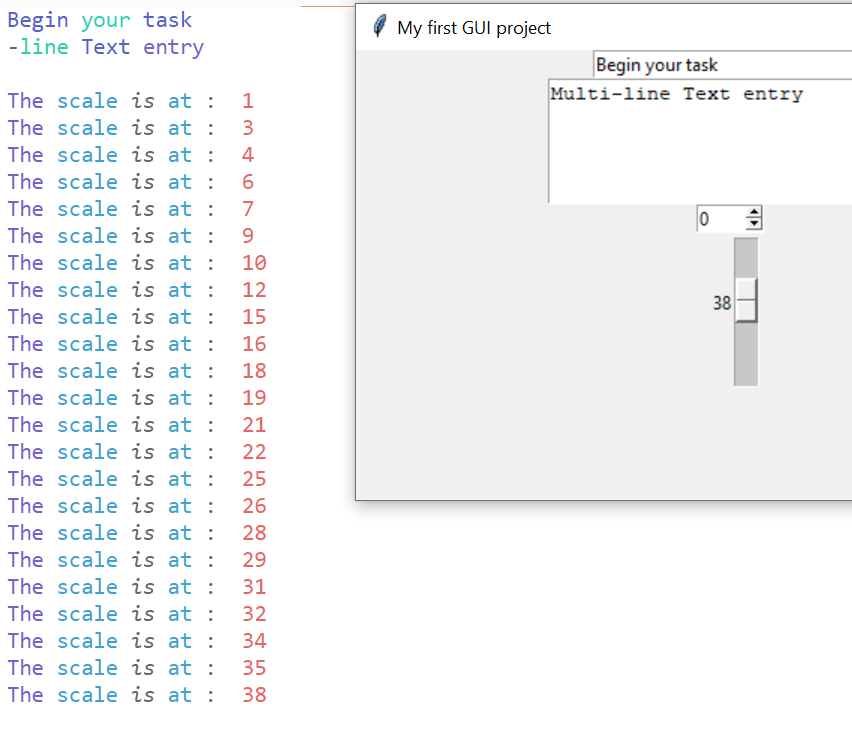 Begin your task
-line Text entry
The scale is at :  1
The scale is at :  3
The scale is at :  4
The scale is at :  6
The scale is at :  7
The scale is at :  9
The scale is at :  10
The scale is at :  12
The scale is at :  15
The scale is at :  16
The scale is at :  18
The scale is at :  19
The scale is at :  21
The scale is at :  22
The scale is at :  25
The scale is at :  26
The scale is at :  28
The scale is at :  29
The scale is at :  31
The scale is at :  32
The scale is at :  34
The scale is at :  35
The scale is at :  38
My first GUI project
Begin your task
Multi-line Text entry
0
38